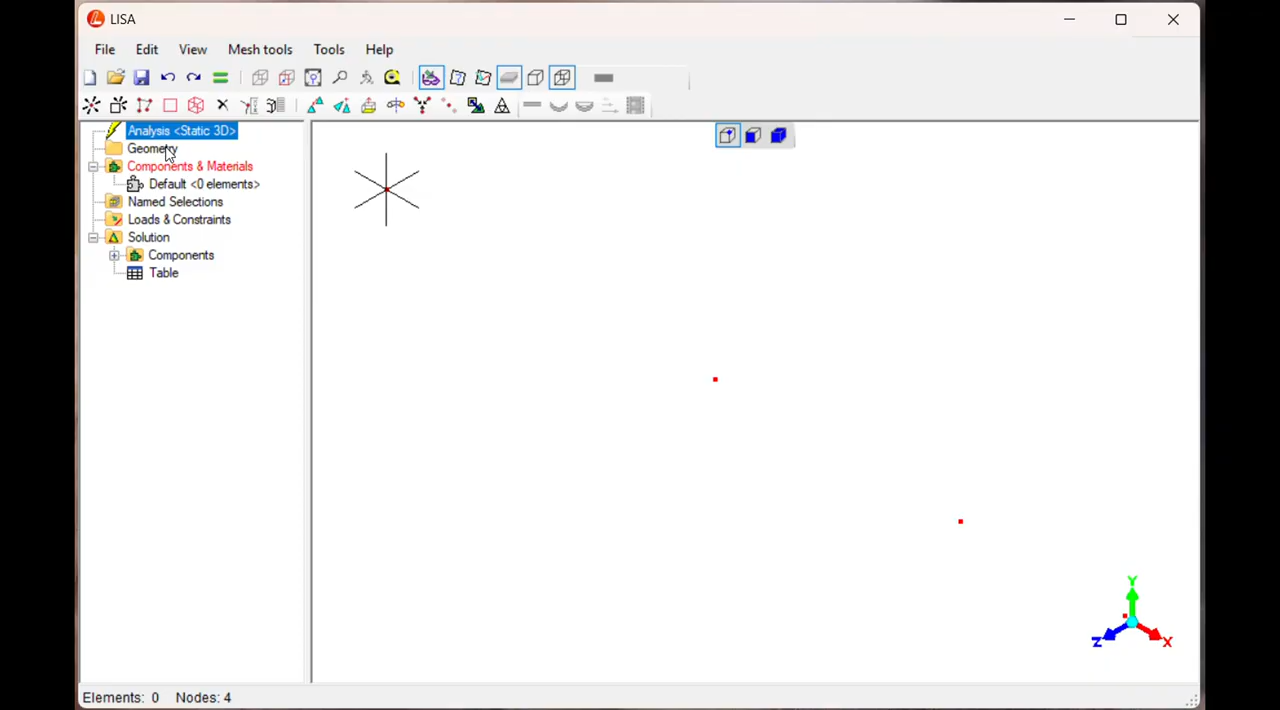 LISA
File Edit View Mesh tools Tools Help
Analysis <Static 3D>
Geometry
Components & Materials
Default <0 elements>
Named Selections
Loads & Constraints
Solution
Components
Table
Y
Z X
Elements: 0 Nodes: 4